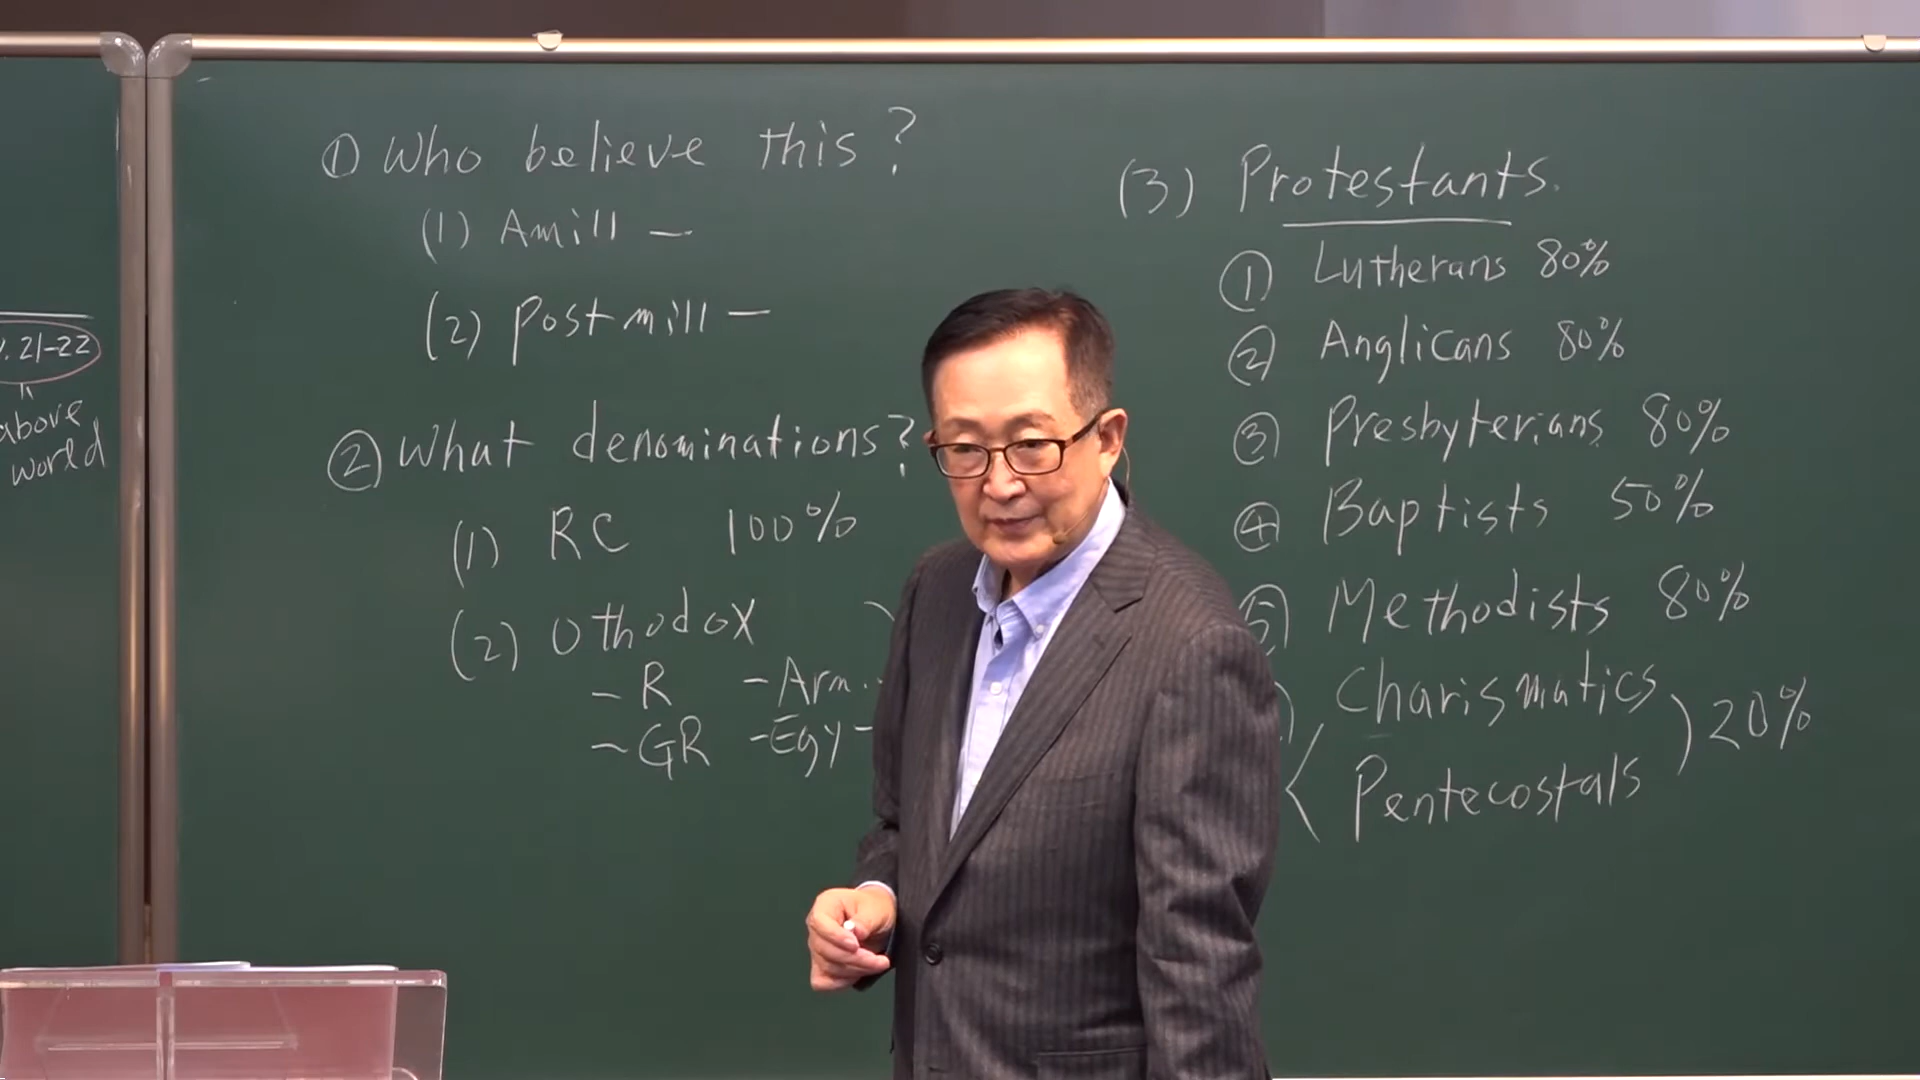 21-22
above
world
① Who believe this?
(1) Amill —
(2) Postmill —
② What denominations?
(1) RC 100%
(2) Othodox
- R - Arm.
- GR - Egy -
(3) Protestants.
① Lutherans 80%
② Anglicans 80%
③ Presbyterians 80%
④ Baptists 50%
⑤ Methodists 80%
Charismatics
Pentecostals ) 20%